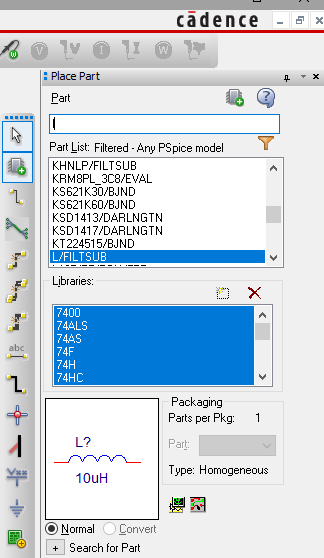 cādence
V
I
W
Place Part
Part
l
Part List: Filtered - Any PSpice model
KHNLP/FILTSUB
KRM8PL_3C8/EVAL
KS621K30/BJND
KS621K60/BJND
KSD1413/DARLNGTN
KSD1417/DARLNGTN
KT224515/BJND
L/FILTSUB
Libraries:
7400
74ALS
74AS
74F
74H
74HC
abc
Packaging
Parts per Pkg: 1
Part:
Type: Homogeneous
L?
10uH
Normal
Convert
+ Search for Part